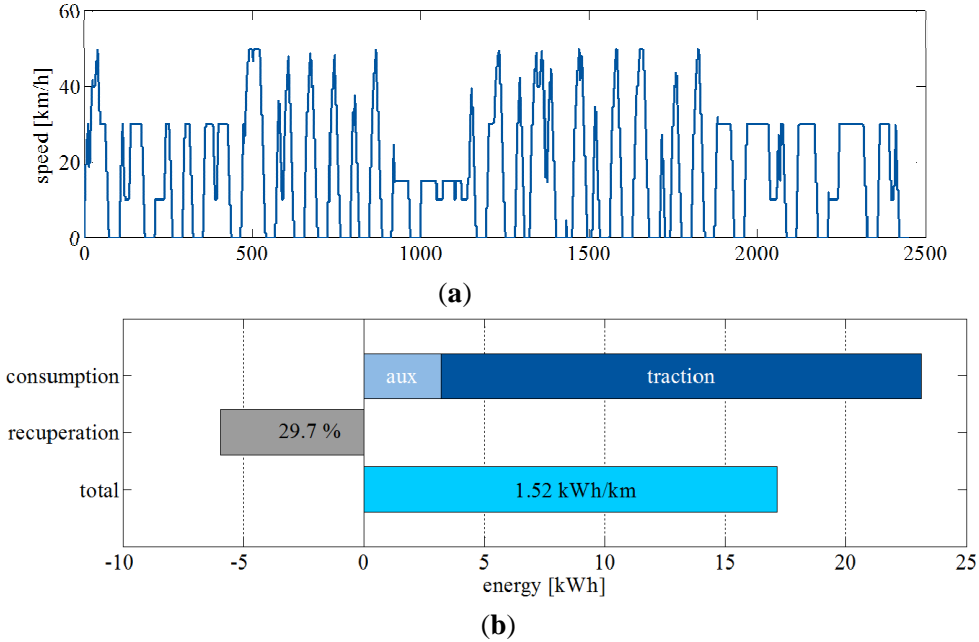 60
40
20
0
speed [km/h]
0 500 1000 1500 2000 2500
(a)
consumption
aux
traction
recuperation
29.7 %
total
1.52 kWh/km
-10 -5 0 5 10 15 20 25
energy [kWh]
(b)